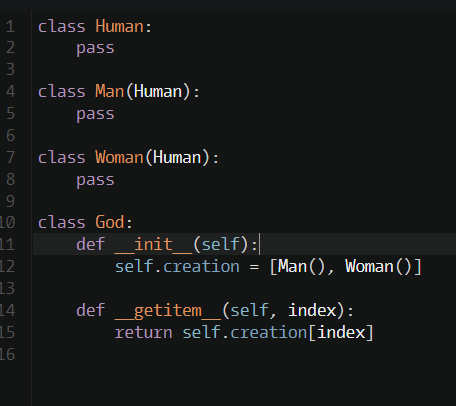 1 class Human:
2     pass
3
4 class Man(Human):
5     pass
6
7 class Woman(Human):
8     pass
9
10 class God:
11     def __init__(self):
12         self.creation = [Man(), Woman()]
13
14     def __getitem__(self, index):
15         return self.creation[index]
16